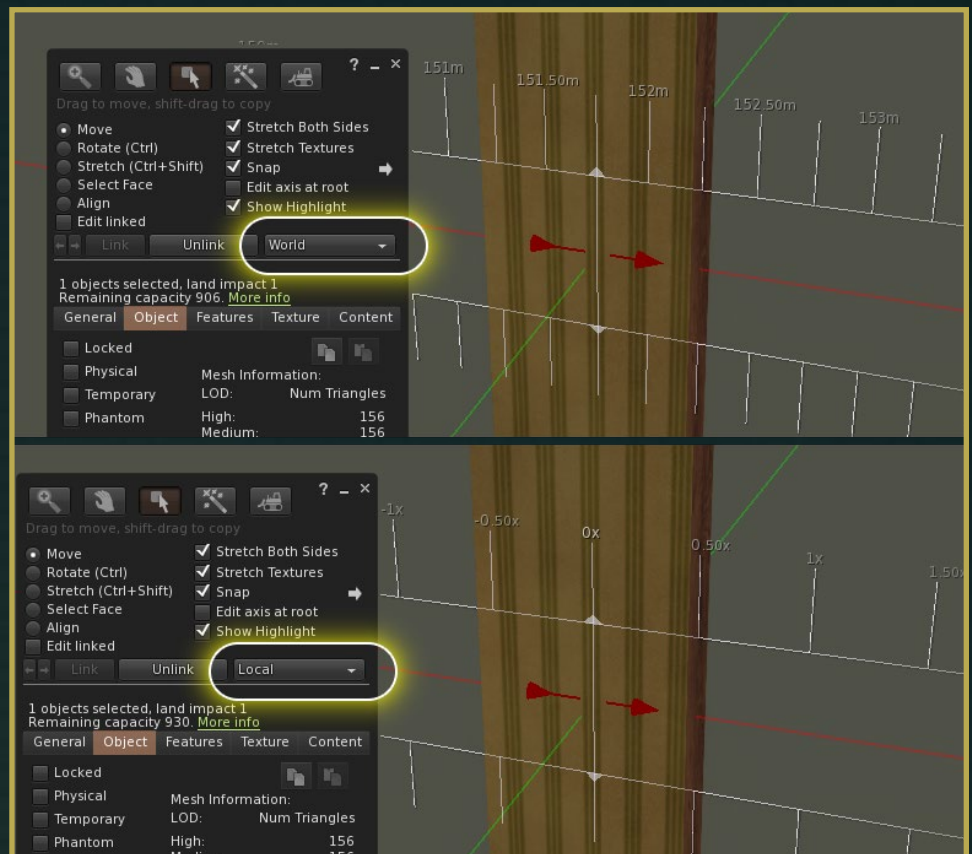 150m
151m
151.50m
152m
152.50m
153m
? _ ×
Drag to move, shift-drag to copy
Move
Rotate (Ctrl)
Stretch (Ctrl+Shift)
Select Face
Align
Edit linked
Stretch Both Sides
Stretch Textures
Snap
Edit axis at root
Show Highlight
Link
Unlink
World
1 objects selected, land impact 1
Remaining capacity 906. More info
General Object Features Texture Content
Locked
Physical
Temporary
Phantom
Mesh Information:
LOD: Num Triangles
High: 156
Medium: 156
-1x
-0.50x
0x
0.50x
1x
1.50x
? _ ×
Drag to move, shift-drag to copy
Move
Rotate (Ctrl)
Stretch (Ctrl+Shift)
Select Face
Align
Edit linked
Stretch Both Sides
Stretch Textures
Snap
Edit axis at root
Show Highlight
Link
Unlink
Local
1 objects selected, land impact 1
Remaining capacity 930. More info
General Object Features Texture Content
Locked
Physical
Temporary
Phantom
Mesh Information:
LOD: Num Triangles
High: 156